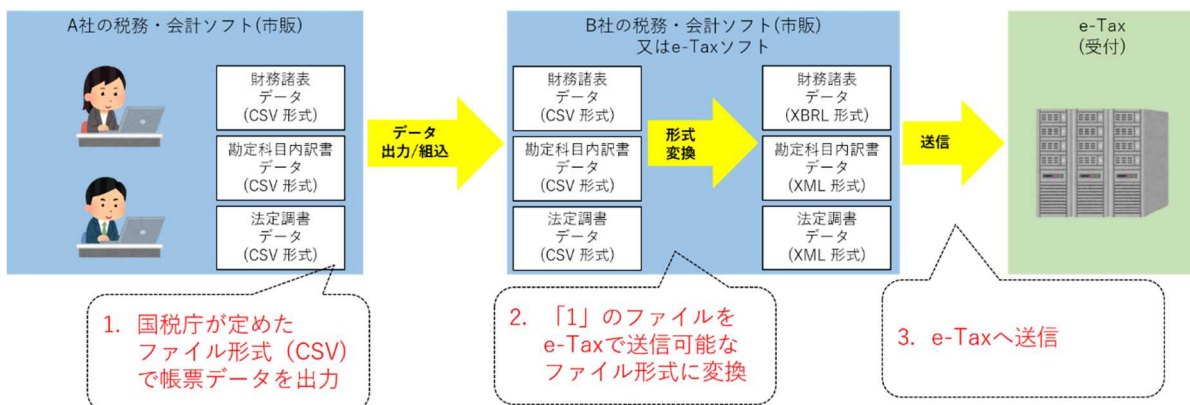 A社の税務・会計ソフト(市販)
財務諸表
データ
(CSV 形式)
勘定科目内訳書
データ
(CSV 形式)
法定調書
データ
(CSV 形式)
データ
出力/組込
B社の税務・会計ソフト(市販)
又はe-Taxソフト
財務諸表
データ
(CSV 形式)
勘定科目内訳書
データ
(CSV 形式)
法定調書
データ
(CSV 形式)
形式
変換
財務諸表
データ
(XBRL 形式)
勘定科目内訳書
データ
(XML 形式)
法定調書
データ
(XML 形式)
送信
e-Tax
(受付)
1. 国税庁が定めた
ファイル形式（CSV)
で帳票データを出力
2. 「1」のファイルを
e-Taxで送信可能な
ファイル形式に変換
3. e-Taxへ送信